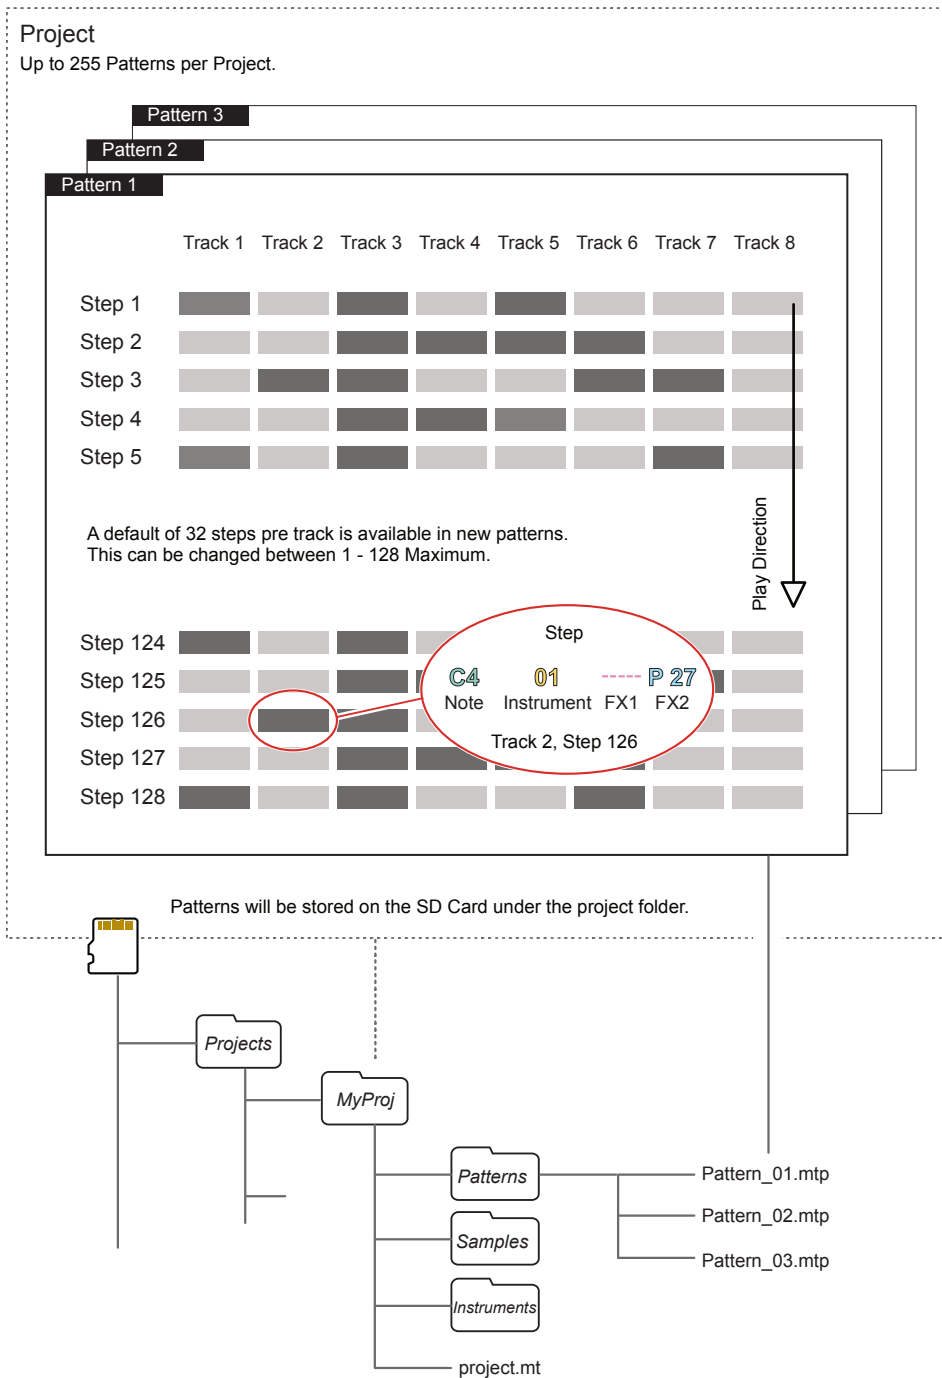 Project
Up to 255 Patterns per Project.
Pattern 3
Pattern 2
Pattern 1
Track 1 Track 2 Track 3 Track 4 Track 5 Track 6 Track 7 Track 8
Step 1
Step 2
Step 3
Step 4
Step 5
A default of 32 steps pre track is available in new patterns.
This can be changed between 1 - 128 Maximum.
Play Direction
Step 124
Step 125
Step 126
Step 127
Step 128
Step
C4 01 ----- P 27
Note Instrument FX1 FX2
Track 2, Step 126
Patterns will be stored on the SD Card under the project folder.
Projects
MyProj
Patterns
Samples
Instruments
project.mt
Pattern_01.mtp
Pattern_02.mtp
Pattern_03.mtp